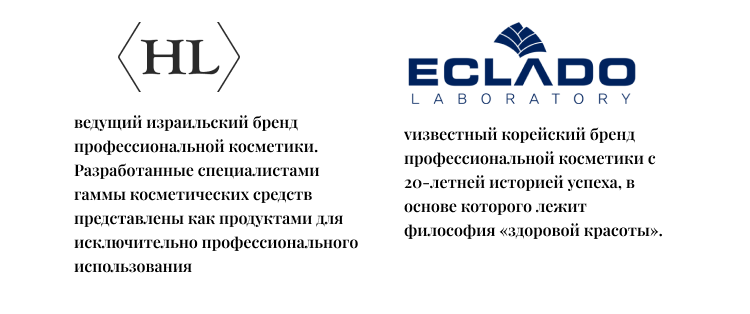 HL
ведущий израильский бренд
профессиональной косметики.
Разработанные специалистами
гаммы косметических средств
представлены как продуктами для
исключительно профессионального
использования
ECLADO
LABORATORY
vизвестный корейский бренд
профессиональной косметики с
20-летней историей успеха, в
основе которого лежит
философия «здоровой красоты».